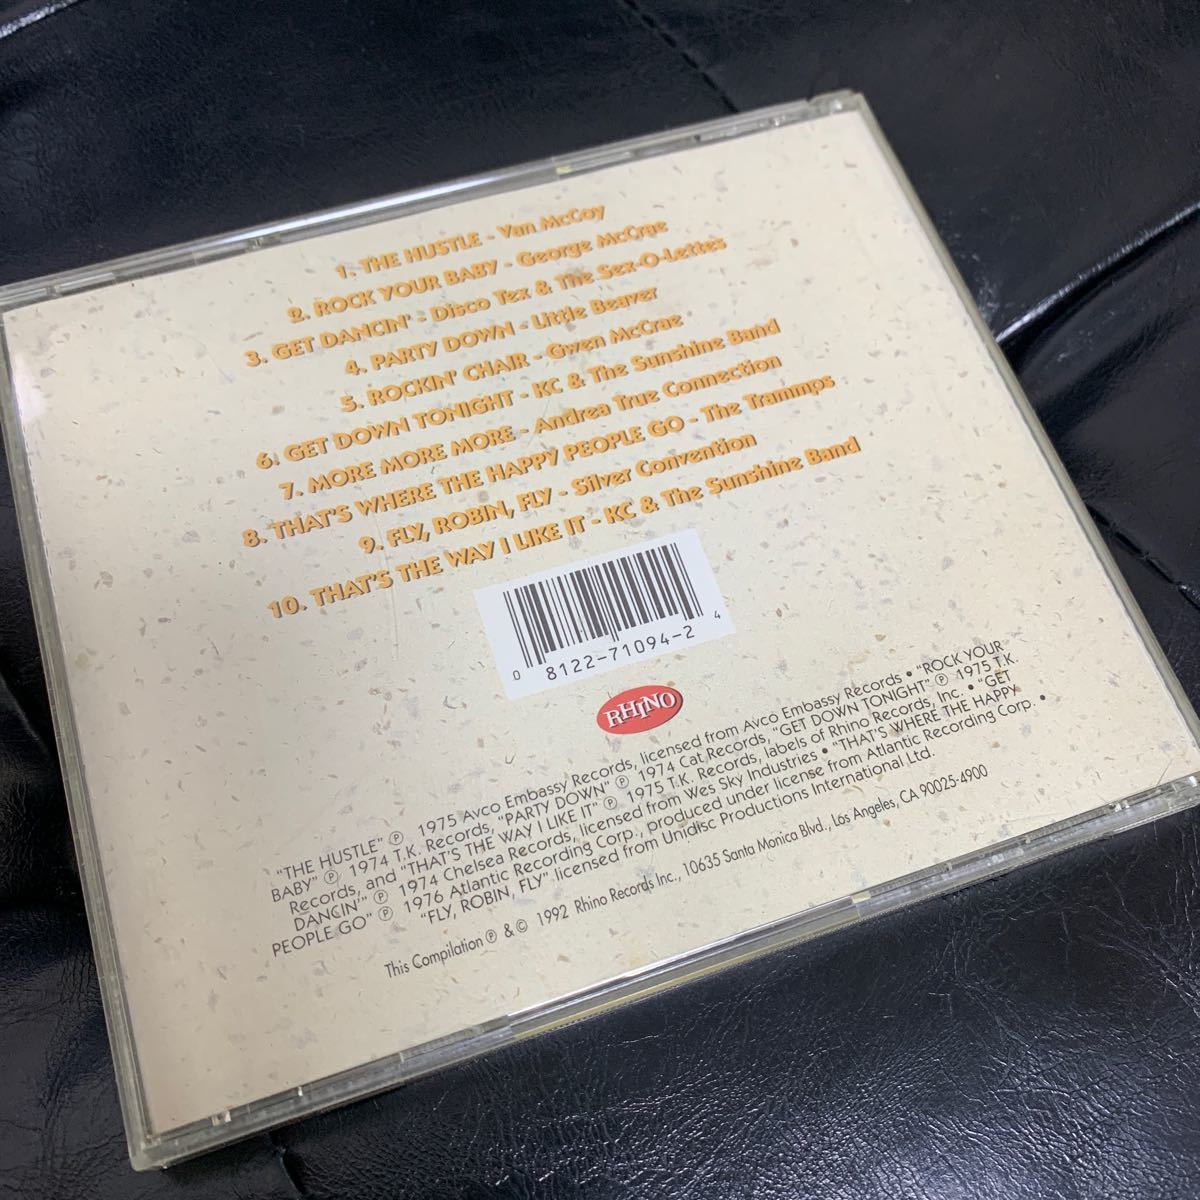 1. THE HUSTLE - Van McCoy
2. ROCK YOUR BABY - George McCrae
3. GET DANCIN' - Disco Tex & The Sex-O-Lettes
4. PARTY DOWN - Little Beaver
5. ROCKIN' CHAIR - Gwen McCrae
6. GET DOWN TONIGHT - KC & The Sunshine Band
7. MORE MORE MORE - Andrea True Connection
8. THAT'S WHERE THE HAPPY PEOPLE GO - The Trammps
9. FLY, ROBIN, FLY - Silver Convention
10. THAT'S THE WAY I LIKE IT - KC & The Sunshine Band
0 8122-71094-2 4
RHINO
"THE HUSTLE" ℗ 1975 Avco Embassy Records, licensed from Avco Embassy Records • "ROCK YOUR
BABY" ℗ 1974 T.K. Records, "PARTY DOWN" ℗ 1974 Cat Records, "GET DOWN TONIGHT" ℗ 1975 T.K.
Records, and "THAT'S THE WAY I LIKE IT" ℗ 1975 T.K. Records, labels of Rhino Records, Inc. • "GET
DANCIN'" ℗ 1974 Chelsea Records, licensed from Wes Sky Industries • "THAT'S WHERE THE HAPPY
PEOPLE GO" ℗ 1976 Atlantic Recording Corp., produced under license from Atlantic Recording Corp. •
"FLY, ROBIN, FLY" licensed from Unidisc Productions International Ltd.
This Compilation ℗ & © 1992 Rhino Records Inc., 10635 Santa Monica Blvd., Los Angeles, CA 90025-4900